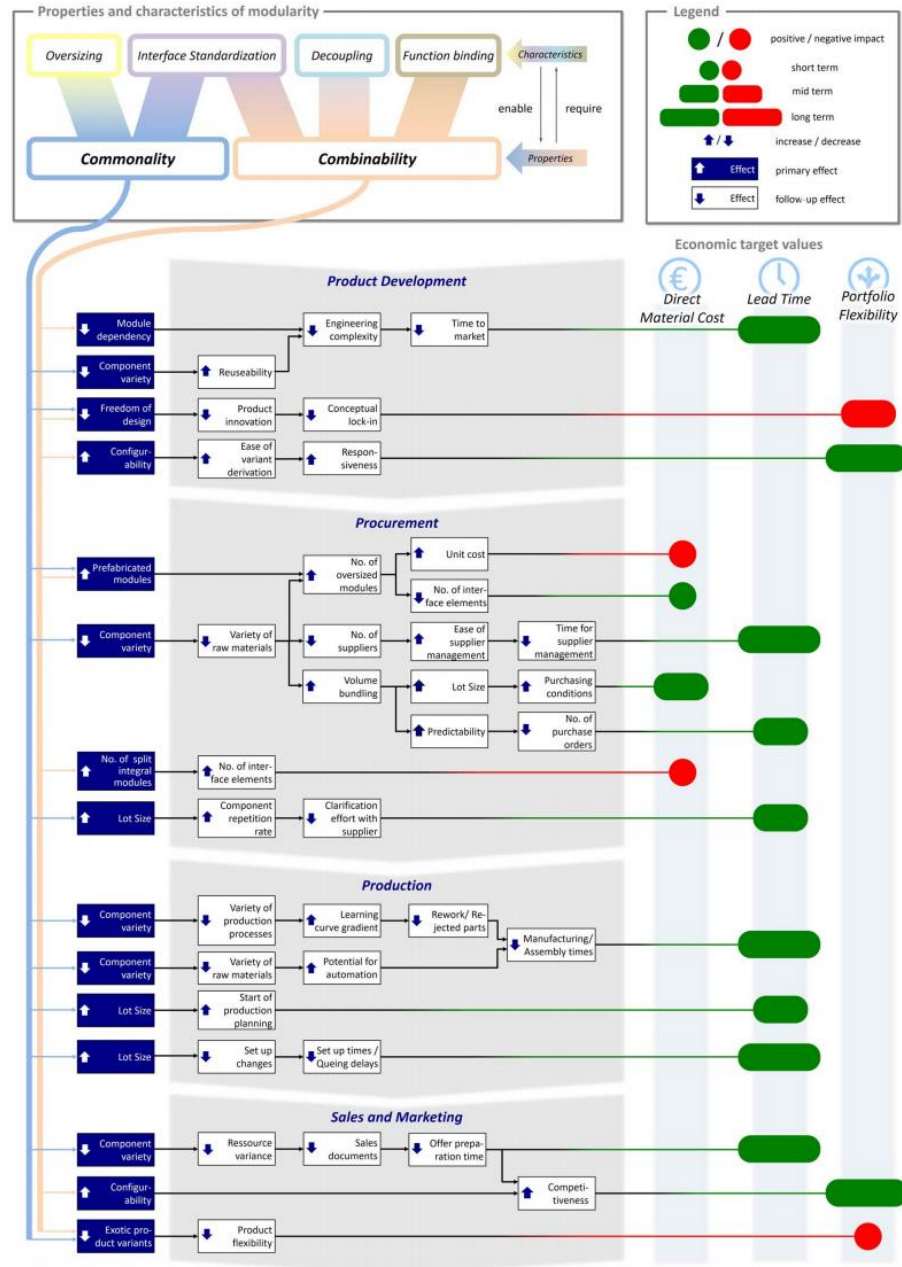 Properties and characteristics of modularity
Oversizing
Interface Standardization
Decoupling
Function binding
Characteristics
enable
require
Commonality
Combinability
Properties
Legend
/
positive / negative impact
short term
mid term
long term
/
increase / decrease
Effect
primary effect
Effect
follow-up effect
Economic target values
€
Direct
Material Cost
Lead Time
Portfolio
Flexibility
Product Development
Module
dependency
Engineering
complexity
Time to
market
Component
variety
Reuseability
Freedom of
design
Product
innovation
Conceptual
lock-in
Configur-
ability
Ease of
variant
derivation
Respon-
siveness
Procurement
Prefabricated
modules
No. of
oversized
modules
Unit cost
No. of inter-
face elements
Component
variety
Variety of
raw materials
No. of
suppliers
Ease of
supplier
management
Time for
supplier
management
Volume
bundling
Lot Size
Purchasing
conditions
Predictability
No. of
purchase
orders
No. of split
integral
modules
No. of inter-
face elements
Lot Size
Component
repetition
rate
Clarification
effort with
supplier
Production
Component
variety
Variety of
production
processes
Learning
curve gradient
Rework/ Re-
jected parts
Manufacturing/
Assembly times
Component
variety
Variety of
raw materials
Potential for
automation
Lot Size
Start of
production
planning
Lot Size
Set up
changes
Set up times /
Queing delays
Sales and Marketing
Component
variety
Ressource
variance
Sales
documents
Offer prepa-
ration time
Configur-
ability
Competi-
tiveness
Exotic pro-
duct variants
Product
flexibility